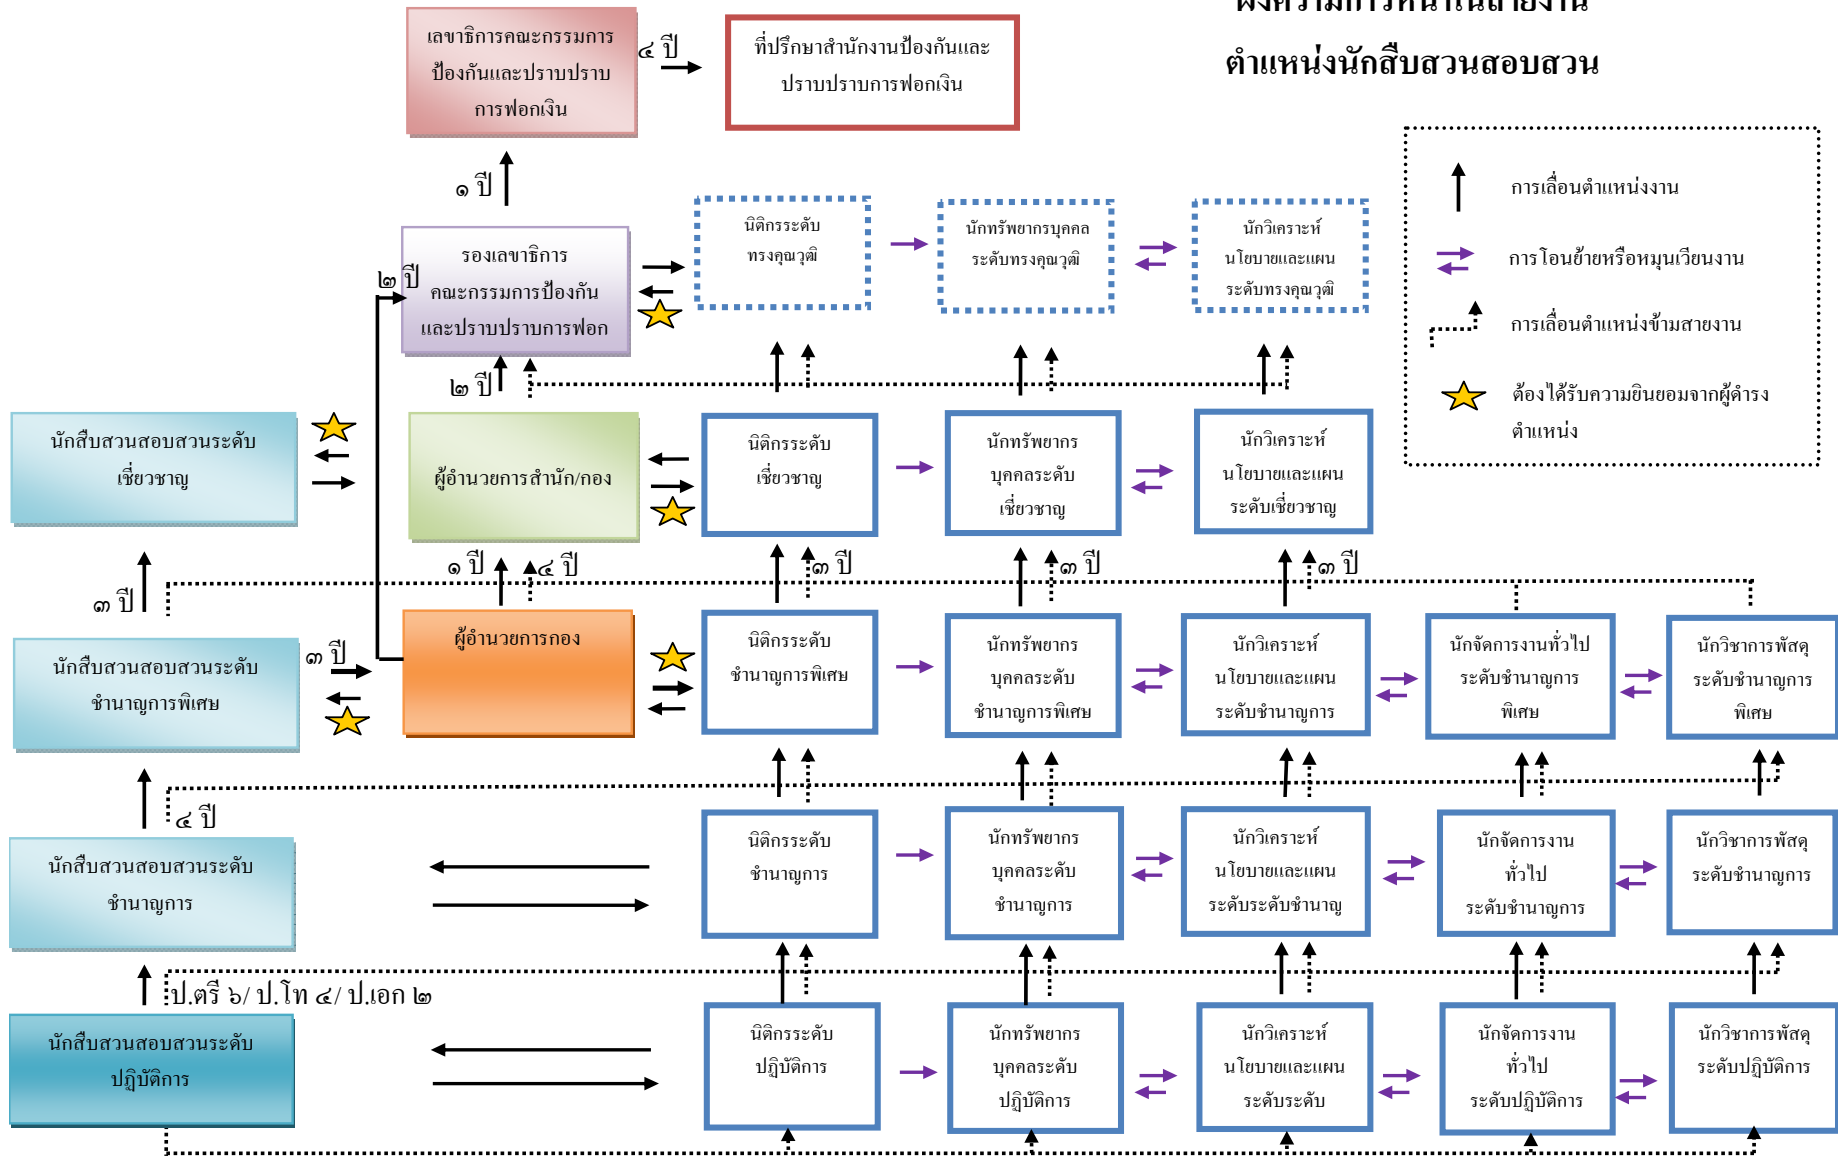 ผังความก้าวหน้าในสายงาน
ตำแหน่งนักสืบสวนสอบสวน
เลขาธิการคณะกรรมการ
ป้องกันและปราบปราบ
การฟอกเงิน
๔ ปี
ที่ปรึกษาสำนักงานป้องกันและ
ปราบปราบการฟอกเงิน
การเลื่อนตำแหน่งงาน
การโอนย้ายหรือหมุนเวียนงาน
การเลื่อนตำแหน่งข้ามสายงาน
ต้องได้รับความยินยอมจากผู้ดำรง
ตำแหน่ง
๑ ปี
๒ ปี
รองเลขาธิการ
คณะกรรมการป้องกัน
และปราบปราบการฟอก
นิติกรระดับ
ทรงคุณวุฒิ
นักทรัพยากรบุคคล
ระดับทรงคุณวุฒิ
นักวิเคราะห์
นโยบายและแผน
ระดับทรงคุณวุฒิ
๒ ปี
นักสืบสวนสอบสวนระดับ
เชี่ยวชาญ
ผู้อำนวยการสำนัก/กอง
นิติกรระดับ
เชี่ยวชาญ
นักทรัพยากร
บุคคลระดับ
เชี่ยวชาญ
นักวิเคราะห์
นโยบายและแผน
ระดับเชี่ยวชาญ
๓ ปี
๑ ปี
๔ ปี
๓ ปี
๓ ปี
๓ ปี
นักสืบสวนสอบสวนระดับ
ชำนาญการพิเศษ
๓ ปี
ผู้อำนวยการกอง
นิติกรระดับ
ชำนาญการพิเศษ
นักทรัพยากร
บุคคลระดับ
ชำนาญการพิเศษ
นักวิเคราะห์
นโยบายและแผน
ระดับชำนาญการ
นักจัดการงานทั่วไป
ระดับชำนาญการ
พิเศษ
นักวิชาการพัสดุ
ระดับชำนาญการ
พิเศษ
๔ ปี
นักสืบสวนสอบสวนระดับ
ชำนาญการ
นิติกรระดับ
ชำนาญการ
นักทรัพยากร
บุคคลระดับ
ชำนาญการ
นักวิเคราะห์
นโยบายและแผน
ระดับระดับชำนาญ
นักจัดการงาน
ทั่วไป
ระดับชำนาญการ
นักวิชาการพัสดุ
ระดับชำนาญการ
ป.ตรี ๖/ ป.โท ๔/ ป.เอก ๒
นักสืบสวนสอบสวนระดับ
ปฏิบัติการ
นิติกรระดับ
ปฏิบัติการ
นักทรัพยากร
บุคคลระดับ
ปฏิบัติการ
นักวิเคราะห์
นโยบายและแผน
ระดับระดับ
นักจัดการงาน
ทั่วไป
ระดับปฏิบัติการ
นักวิชาการพัสดุ
ระดับปฏิบัติการ